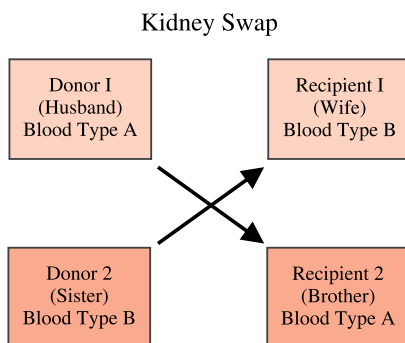 Kidney Swap
Donor I
(Husband)
Blood Type A
Recipient I
(Wife)
Blood Type B
Donor 2
(Sister)
Blood Type B
Recipient 2
(Brother)
Blood Type A